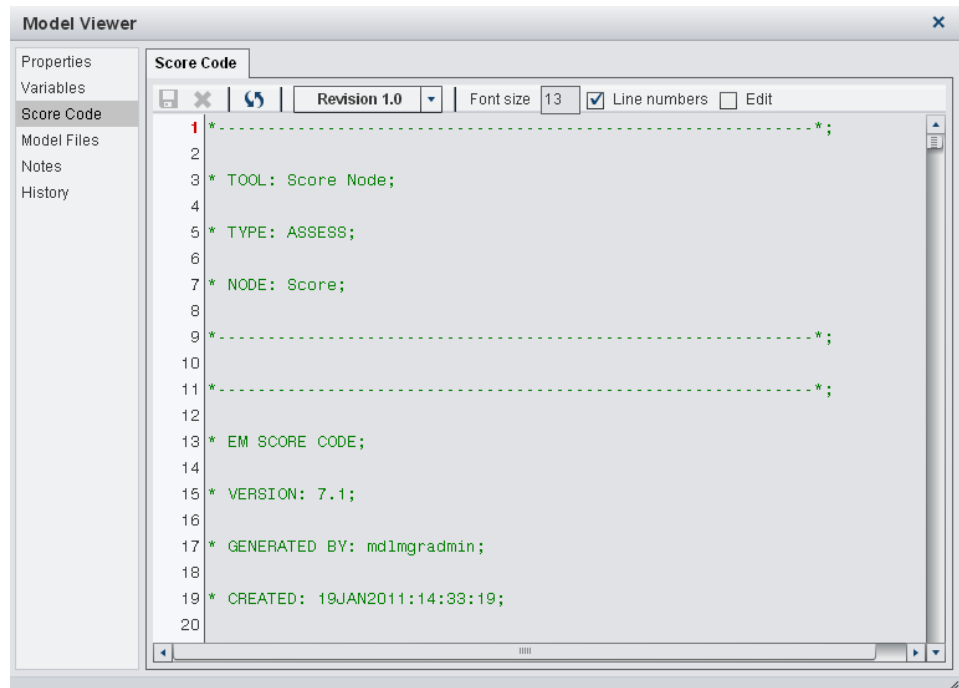 Model Viewer
Properties
Variables
Score Code
Model Files
Notes
History
Score Code
Revision 1.0 Font size 13 Line numbers Edit
1 *------------------------------------------------------------*;
2
3 * TOOL: Score Node;
4
5 * TYPE: ASSESS;
6
7 * NODE: Score;
8
9 *------------------------------------------------------------*;
10
11 *------------------------------------------------------------*;
12
13 * EM SCORE CODE;
14
15 * VERSION: 7.1;
16
17 * GENERATED BY: mdlmgradmin;
18
19 * CREATED: 19JAN2011:14:33:19;
20